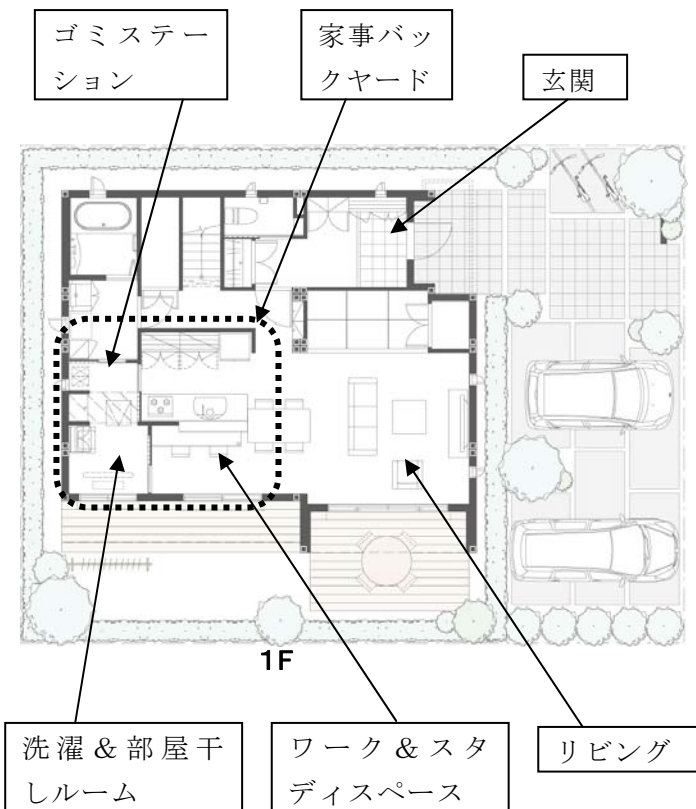 ゴミステー
ション
家事バッ
クヤード
玄関
1F
洗濯&部屋干
しルーム
ワーク&スタ
ディスペース
リビング